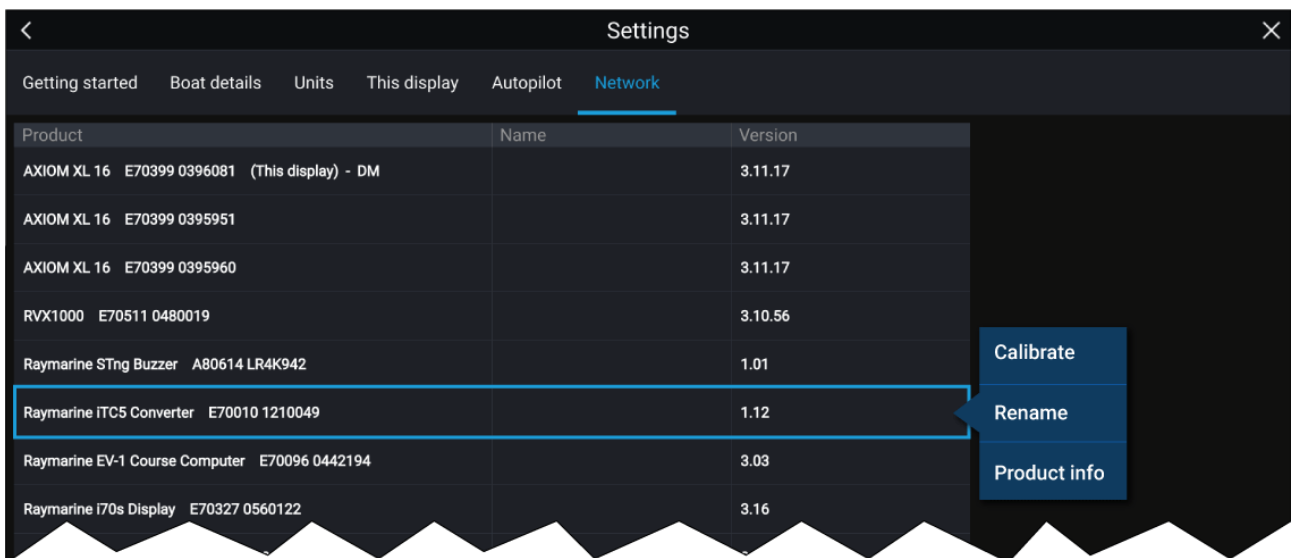 Settings
Getting started Boat details Units This display Autopilot Network
Product Name Version
AXIOM XL 16 E70399 0396081 (This display) - DM 3.11.17
AXIOM XL 16 E70399 0395951 3.11.17
AXIOM XL 16 E70399 0395960 3.11.17
RVX1000 E70511 0480019 3.10.56
Raymarine STng Buzzer A80614 LR4K942 1.01
Calibrate
Raymarine iTC5 Converter E70010 1210049 1.12
Rename
Raymarine EV-1 Course Computer E70096 0442194 3.03
Product info
Raymarine i70s Display E70327 0560122 3.16